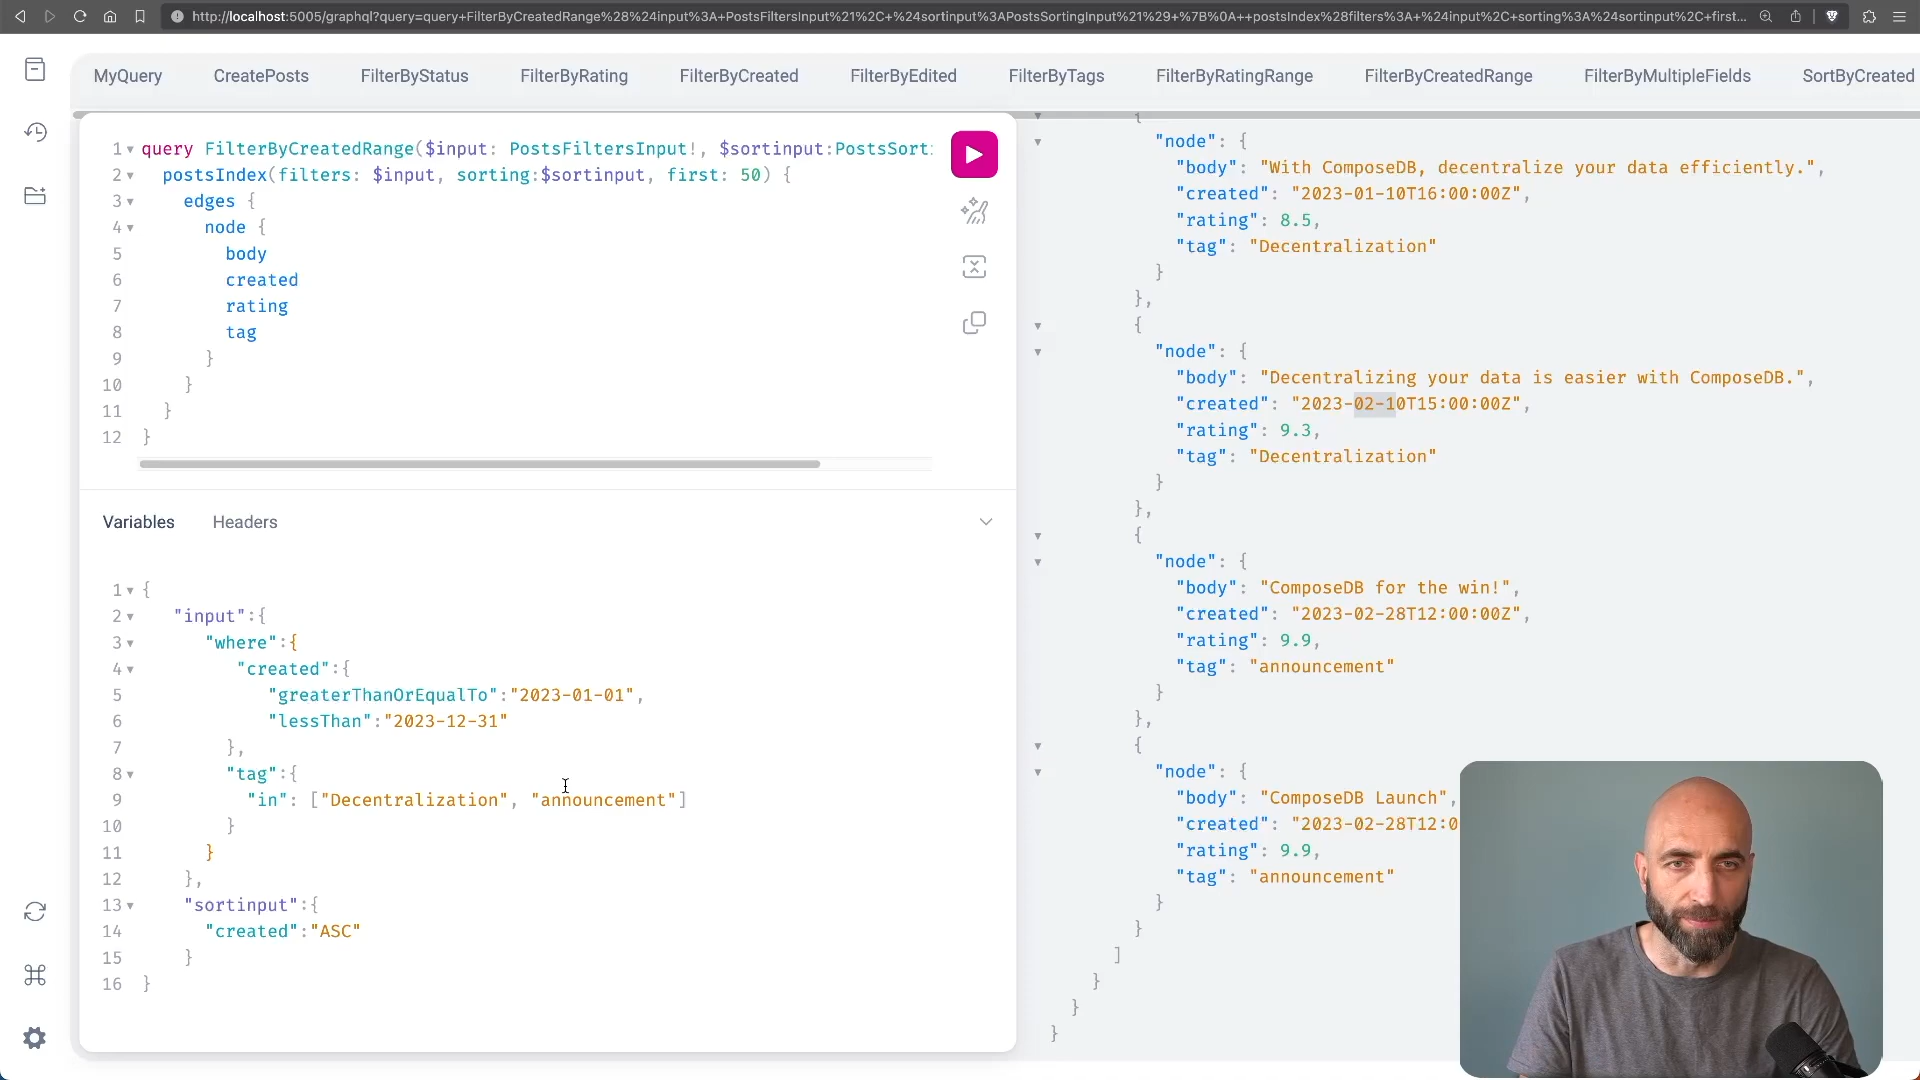 http://localhost:5005/graphql?query=query+FilterByCreatedRange%28%24input%3A+PostsFiltersInput%21%2C+%24sortinput%3APostsSortingInput%21%29+%7B%0A++postsIndex%28filters%3A+%24input%2C+sorting%3A%24sortinput%2C+first...
MyQuery CreatePosts FilterByStatus FilterByRating FilterByCreated FilterByEdited FilterByTags FilterByRatingRange FilterByCreatedRange FilterByMultipleFields SortByCreated
1 query FilterByCreatedRange($input: PostsFiltersInput!, $sortinput:PostsSort
2 postsIndex(filters: $input, sorting:$sortinput, first: 50) {
3 edges {
4 node {
5 body
6 created
7 rating
8 tag
9 }
10 }
11 }
12 }
Variables Headers
1 {
2 "input":{
3 "where":{
4 "created":{
5 "greaterThanOrEqualTo":"2023-01-01",
6 "lessThan":"2023-12-31"
7 },
8 "tag":{
9 "in": ["Decentralization", "announcement"]
10 }
11 }
12 },
13 "sortinput":{
14 "created":"ASC"
15 }
16 }
{
"node": {
"body": "With ComposeDB, decentralize your data efficiently.",
"created": "2023-01-10T16:00:00Z",
"rating": 8.5,
"tag": "Decentralization"
}
},
{
"node": {
"body": "Decentralizing your data is easier with ComposeDB.",
"created": "2023-02-10T15:00:00Z",
"rating": 9.3,
"tag": "Decentralization"
}
},
{
"node": {
"body": "ComposeDB for the win!",
"created": "2023-02-28T12:00:00Z",
"rating": 9.9,
"tag": "announcement"
}
},
{
"node": {
"body": "ComposeDB Launch",
"created": "2023-02-28T12:0
"rating": 9.9,
"tag": "announcement"
}
}
]
}
}
}